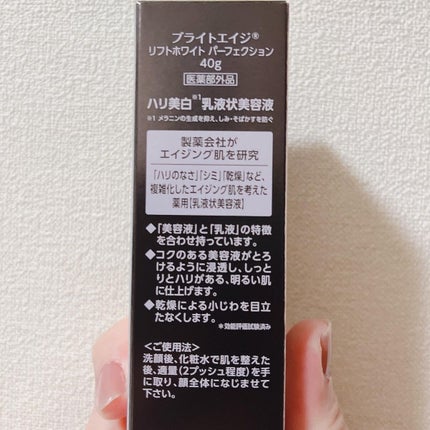 ブライトエイジ®
リフトホワイト パーフェクション
40g
医薬部外品
ハリ美白※1乳液状美容液
※1 メラニンの生成を抑え、しみ・そばかすを防ぐ
製薬会社が
エイジング肌を研究
「ハリのなさ」「シミ」「乾燥」など、
複雑化したエイジング肌を考えた
薬用【乳液状美容液】
◆「美容液」と「乳液」の特徴
を合わせ持っています。
◆コクのある美容液がとろ
けるように浸透し、しっと
りとハリがある、明るい肌
に仕上げます。
◆乾燥による小じわを目立
たなくします。
※効能評価試験済み
<ご使用法>
洗顔後、化粧水で肌を整えた
後、適量(2プッシュ程度)を手
に取り、顔全体になじませて下
さい。